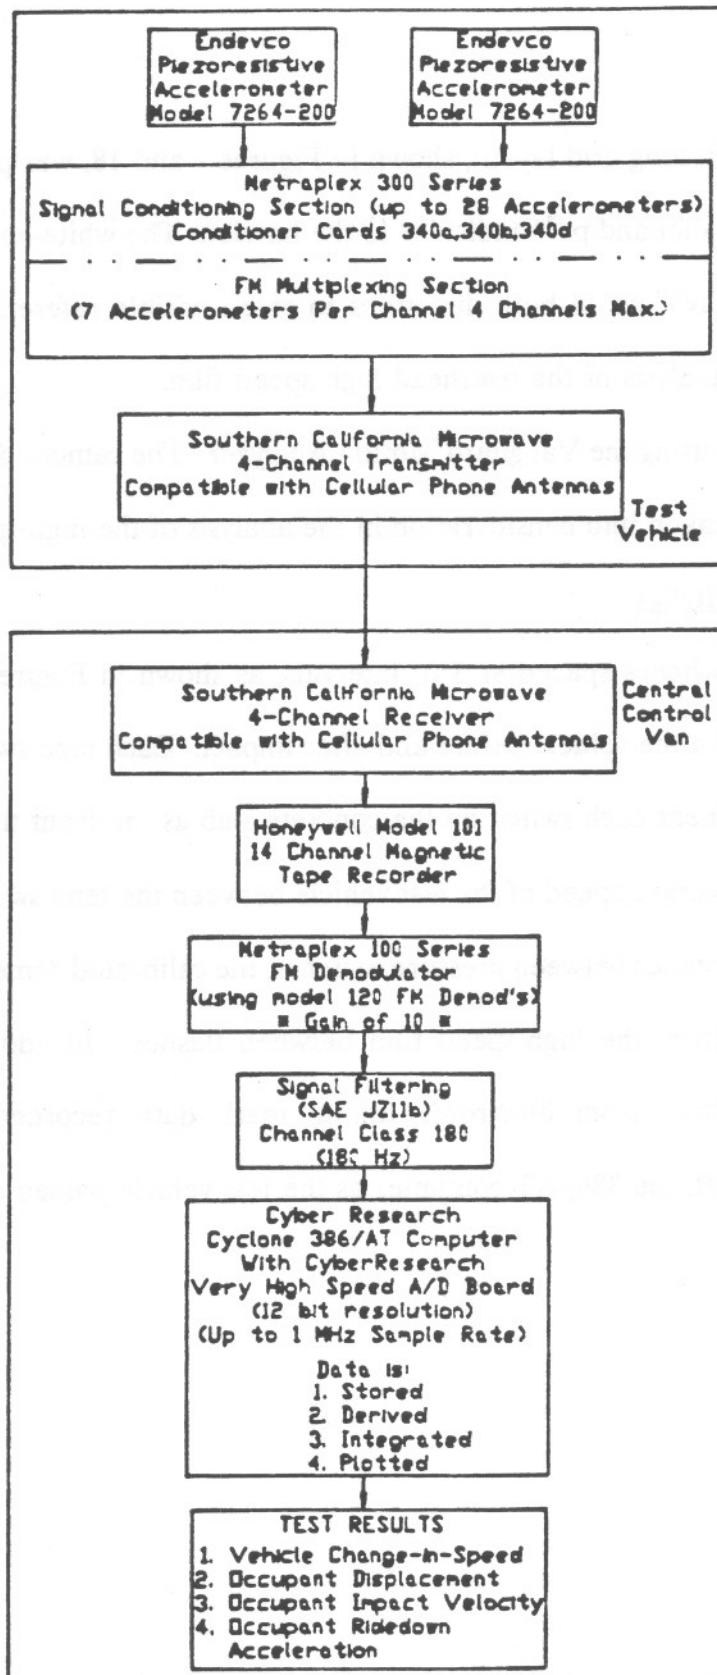 Endevco
Piezoresistive
Accelerometer
Model 7264-200
Endevco
Piezoresistive
Accelerometer
Model 7264-200
Metraplex 300 Series
Signal Conditioning Section (up to 28 Accelerometers)
Conditioner Cards 340a,340b,340d
FM Multiplexing Section
(7 Accelerometers Per Channel 4 Channels Max.)
Southern California Microwave
4-Channel Transmitter
Compatible with Cellular Phone Antennas
Test
Vehicle
Southern California Microwave
4-Channel Receiver
Compatible with Cellular Phone Antennas
Central
Control
Van
Honeywell Model 101
14 Channel Magnetic
Tape Recorder
Metraplex 100 Series
FM Demodulator
(using model 120 FM Demod's)
* Gain of 10 *
Signal Filtering
(SAE J211b)
Channel Class 180
(180 Hz)
Cyber Research
Cyclone 386/AT Computer
With CyberResearch
Very High Speed A/D Board
(12 bit resolution)
(Up to 1 MHz Sample Rate)
Data is:
1. Stored
2. Derived
3. Integrated
4. Plotted
TEST RESULTS
1. Vehicle Change-in-Speed
2. Occupant Displacement
3. Occupant Impact Velocity
4. Occupant Ridedown
Acceleration